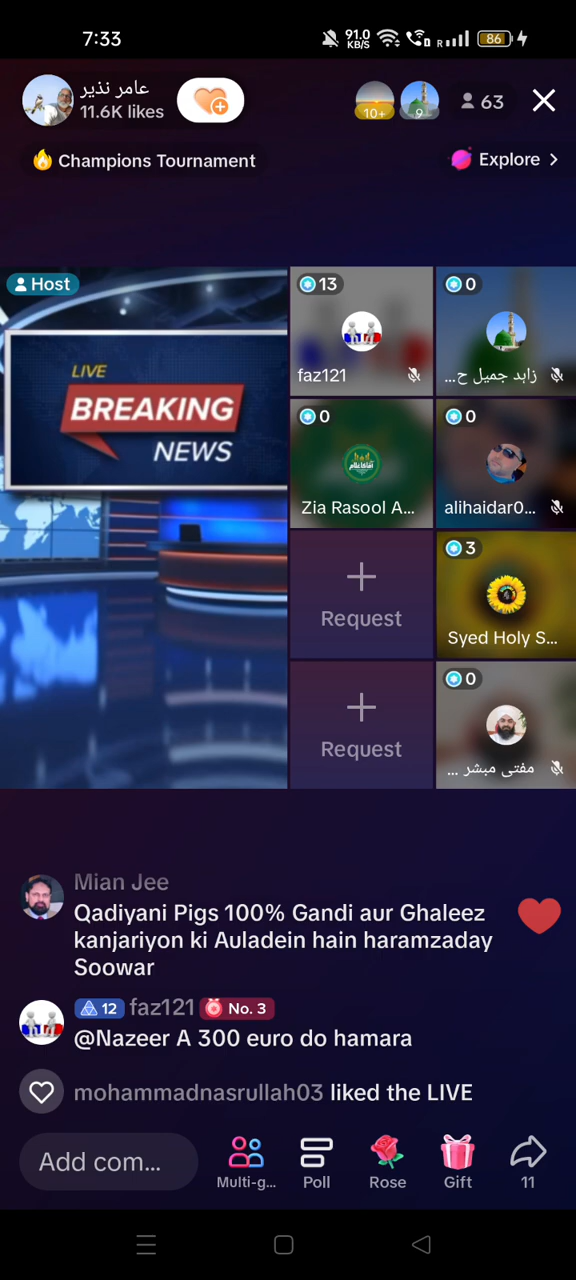 7:33
91.0
KB/S
R
86
عامر نذیر
11.6K likes
10+
9
63
Champions Tournament
Explore
Host
LIVE
BREAKING
NEWS
13
faz121
0
زاہد جمیل ح...
0
Zia Rasool A...
0
alihaidar0...
Request
3
Syed Holy S...
Request
0
مفتی مبشر ...
Mian Jee
Qadiyani Pigs 100% Gandi aur Ghaleez
kanjariyon ki Auladein hain haramzaday
Soowar
12 faz121 No. 3
@Nazeer A 300 euro do hamara
mohammadnasrullah03 liked the LIVE
Add com...
Multi-g...
Poll
Rose
Gift
11